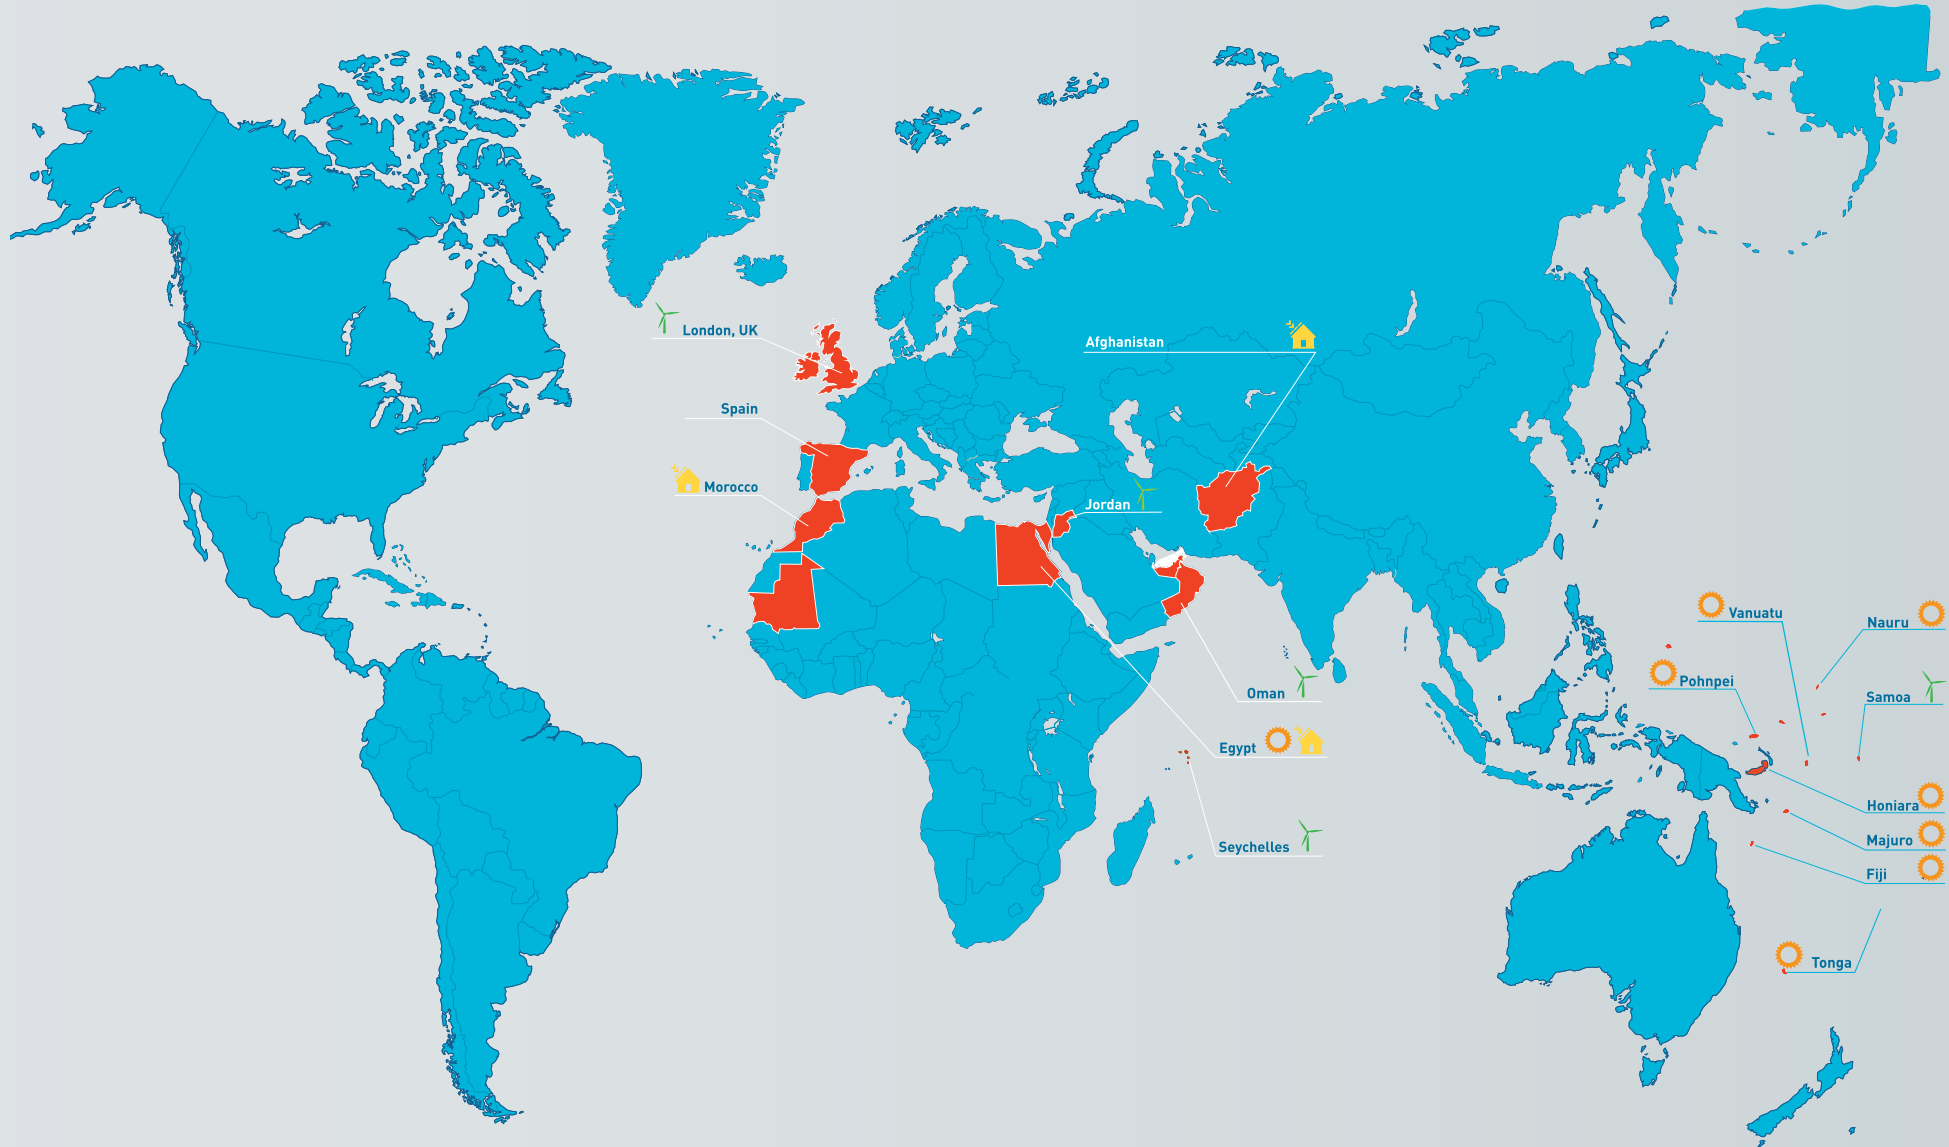 London, UK
Afghanistan
Spain
Morocco
Jordan
Vanuatu
Nauru
Pohnpei
Oman
Samoa
Egypt
Honiara
Majuro
Seychelles
Fiji
Tonga